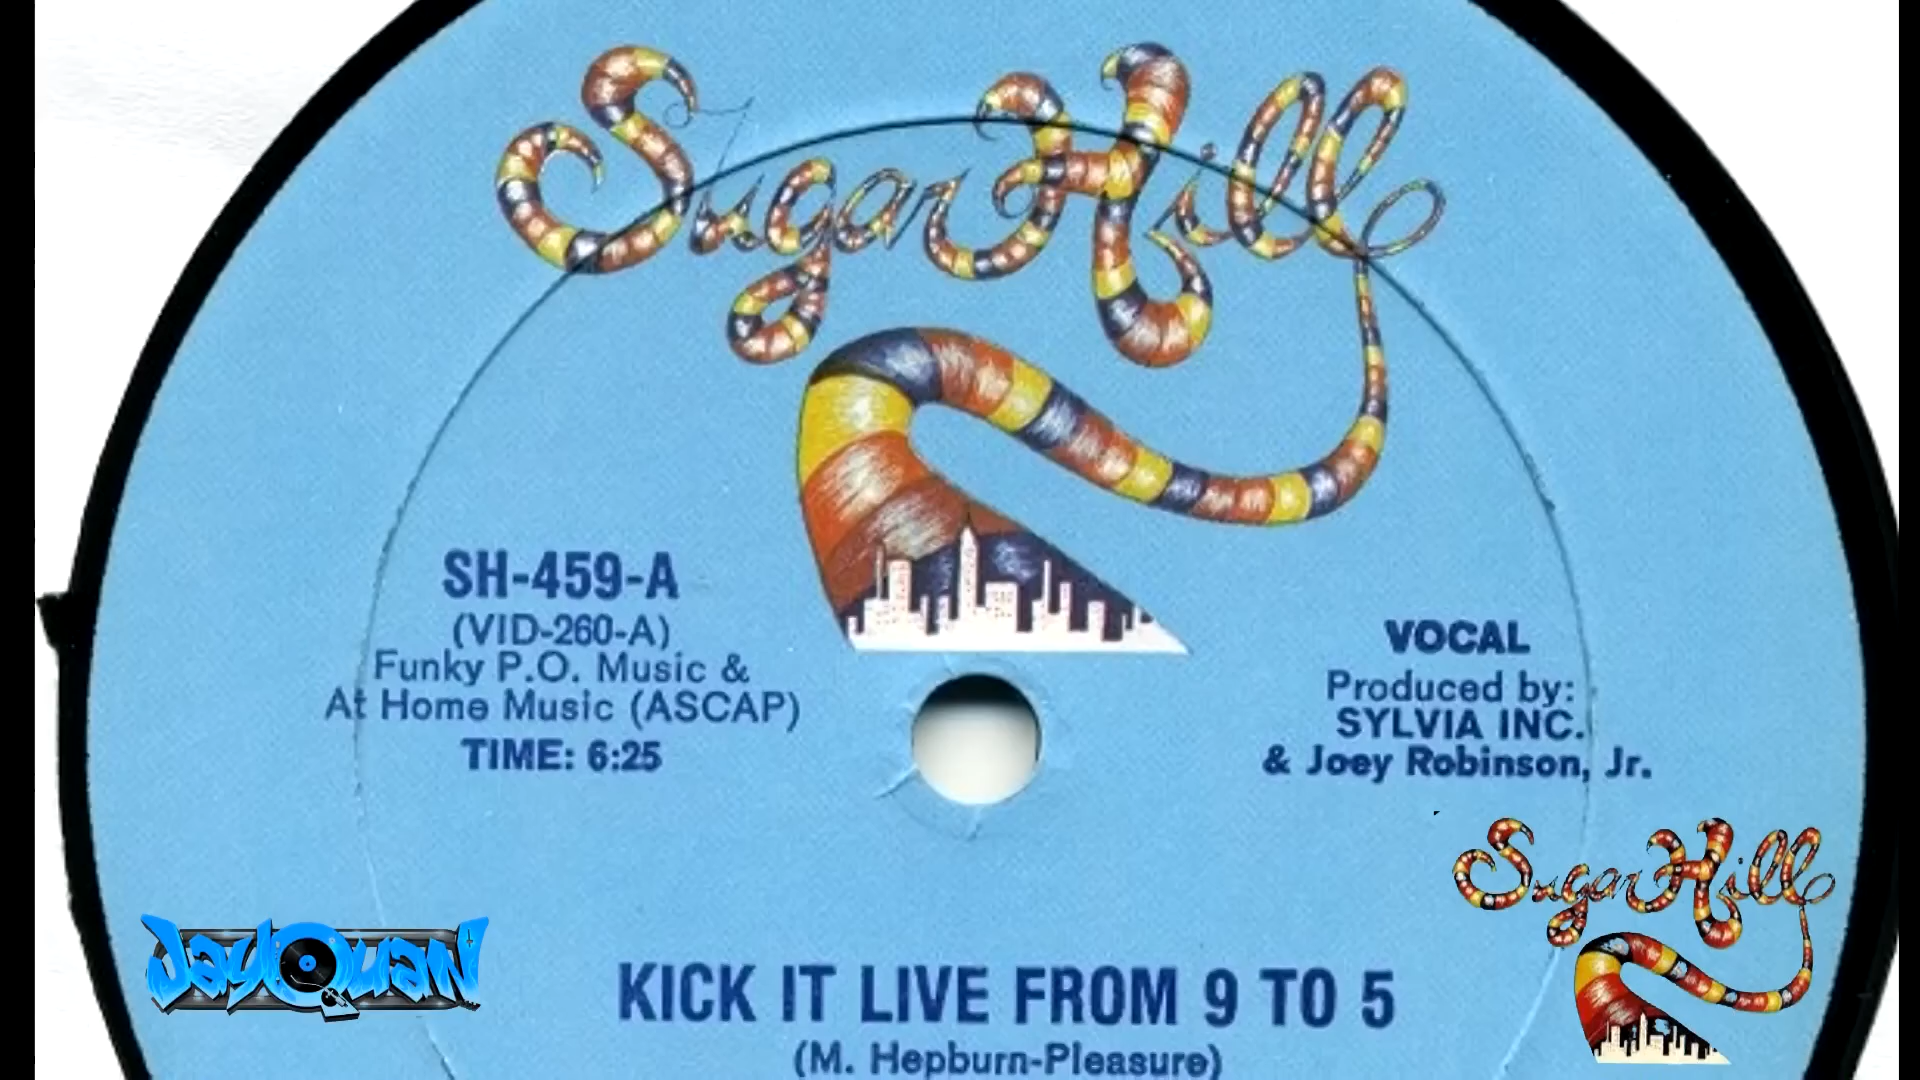 Sugar Hill
SH-459-A
(VID-260-A)
Funky P.O. Music &
At Home Music (ASCAP)
TIME: 6:25
VOCAL
Produced by:
SYLVIA INC.
& Joey Robinson, Jr.
Sugar Hill
JayQuan
KICK IT LIVE FROM 9 TO 5
(M. Hepburn-Pleasure)